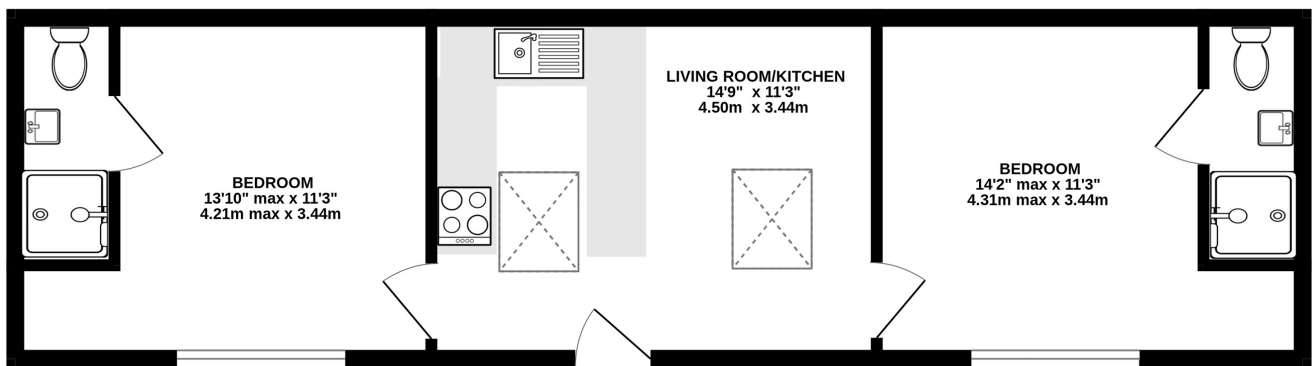 LIVING ROOM/KITCHEN
14'9" x 11'3"
4.50m x 3.44m
BEDROOM
13'10" max x 11'3"
4.21m max x 3.44m
BEDROOM
14'2" max x 11'3"
4.31m max x 3.44m